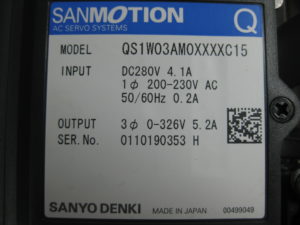 SANMOTION
AC SERVO SYSTEMS
Q
MODEL QS1W03AM0XXXXC15
INPUT DC280V 4.1A
1ϕ 200-230V AC
50/60Hz 0.2A
OUTPUT 3ϕ 0-326V 5.2A
SER.No. 0110190353 H
SANYO DENKI MADE IN JAPAN 00499049